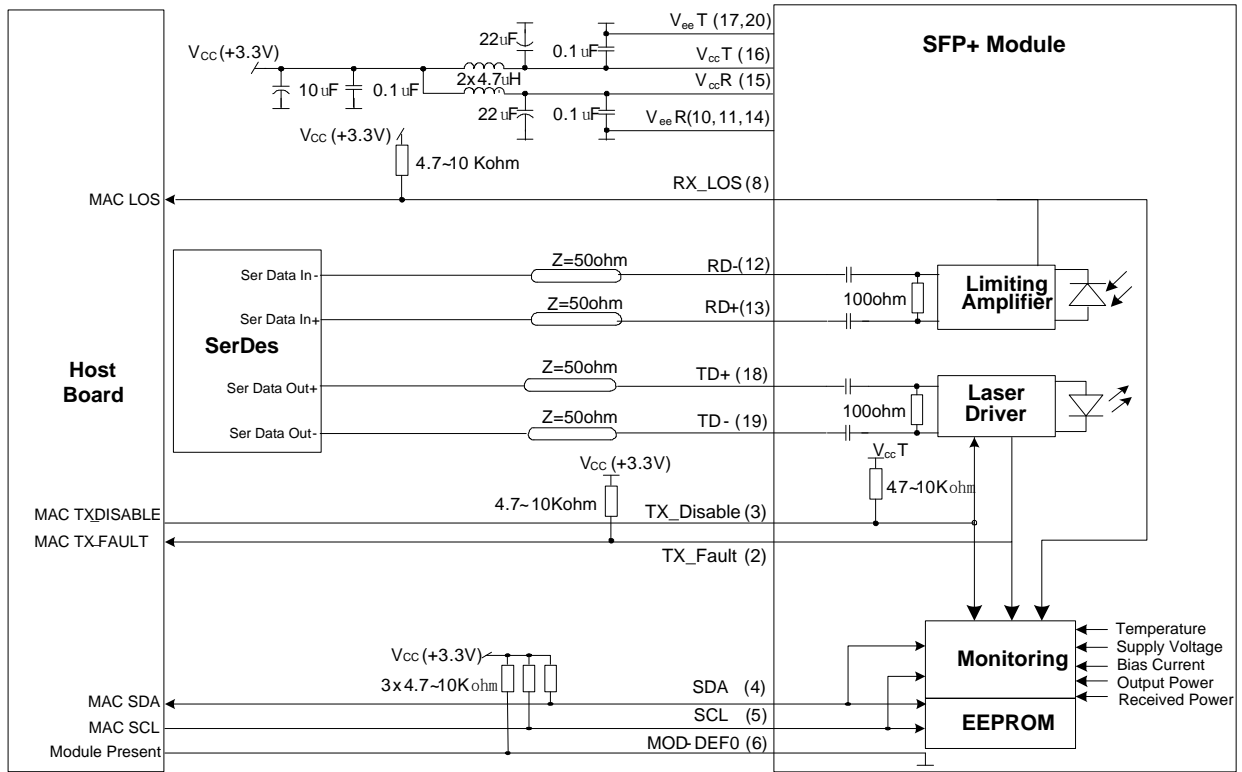 VeeT (17,20)
22uF
0.1uF
SFP+ Module
VCC(+3.3V)
VccT (16)
2x4.7uH
VccR (15)
10uF
0.1uF
22uF
0.1uF
VeeR(10,11,14)
VCC(+3.3V)
4.7~10 Kohm
RX_LOS(8)
MAC LOS
Z=50ohm
RD-(12)
Ser Data In-
Limiting
Amplifier
100ohm
Z=50ohm
RD+(13)
Ser Data In+
SerDes
Host
Board
Z=50ohm
TD+(18)
Ser Data Out+
Laser
Driver
100ohm
Z=50ohm
TD-(19)
Ser Data Out-
VccT
VCC(+3.3V)
4.7~10Kohm
4.7~10Kohm
MAC TX_DISABLE
TX_Disable(3)
MAC TX-FAULT
TX_Fault (2)
Temperature
Supply Voltage
Bias Current
Output Power
Received Power
Monitoring
VCC(+3.3V)
3x4.7~10Kohm
MAC SDA
SDA (4)
MAC SCL
SCL (5)
EEPROM
Module Present
MOD-DEF0 (6)